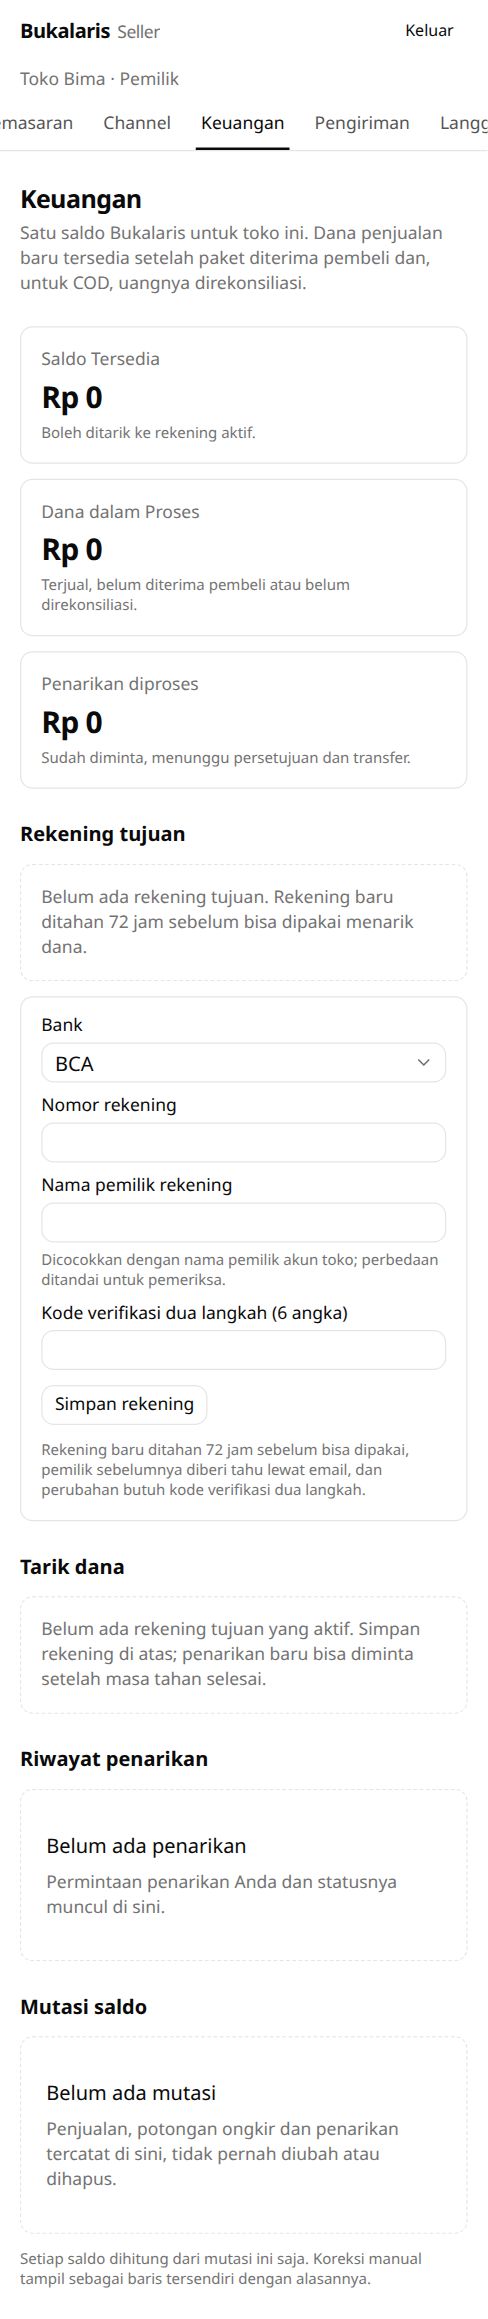 Bukalaris Seller
Keluar
Toko Bima · Pemilik
emasaran Channel Keuangan Pengiriman Langg
Keuangan
Satu saldo Bukalaris untuk toko ini. Dana penjualan
baru tersedia setelah paket diterima pembeli dan,
untuk COD, uangnya direkonsiliasi.
Saldo Tersedia
Rp 0
Boleh ditarik ke rekening aktif.
Dana dalam Proses
Rp 0
Terjual, belum diterima pembeli atau belum
direkonsiliasi.
Penarikan diproses
Rp 0
Sudah diminta, menunggu persetujuan dan transfer.
Rekening tujuan
Belum ada rekening tujuan. Rekening baru
ditahan 72 jam sebelum bisa dipakai menarik
dana.
Bank
BCA
Nomor rekening
Nama pemilik rekening
Dicocokkan dengan nama pemilik akun toko; perbedaan
ditandai untuk pemeriksa.
Kode verifikasi dua langkah (6 angka)
Simpan rekening
Rekening baru ditahan 72 jam sebelum bisa dipakai,
pemilik sebelumnya diberi tahu lewat email, dan
perubahan butuh kode verifikasi dua langkah.
Tarik dana
Belum ada rekening tujuan yang aktif. Simpan
rekening di atas; penarikan baru bisa diminta
setelah masa tahan selesai.
Riwayat penarikan
Belum ada penarikan
Permintaan penarikan Anda dan statusnya
muncul di sini.
Mutasi saldo
Belum ada mutasi
Penjualan, potongan ongkir dan penarikan
tercatat di sini, tidak pernah diubah atau
dihapus.
Setiap saldo dihitung dari mutasi ini saja. Koreksi manual
tampil sebagai baris tersendiri dengan alasannya.